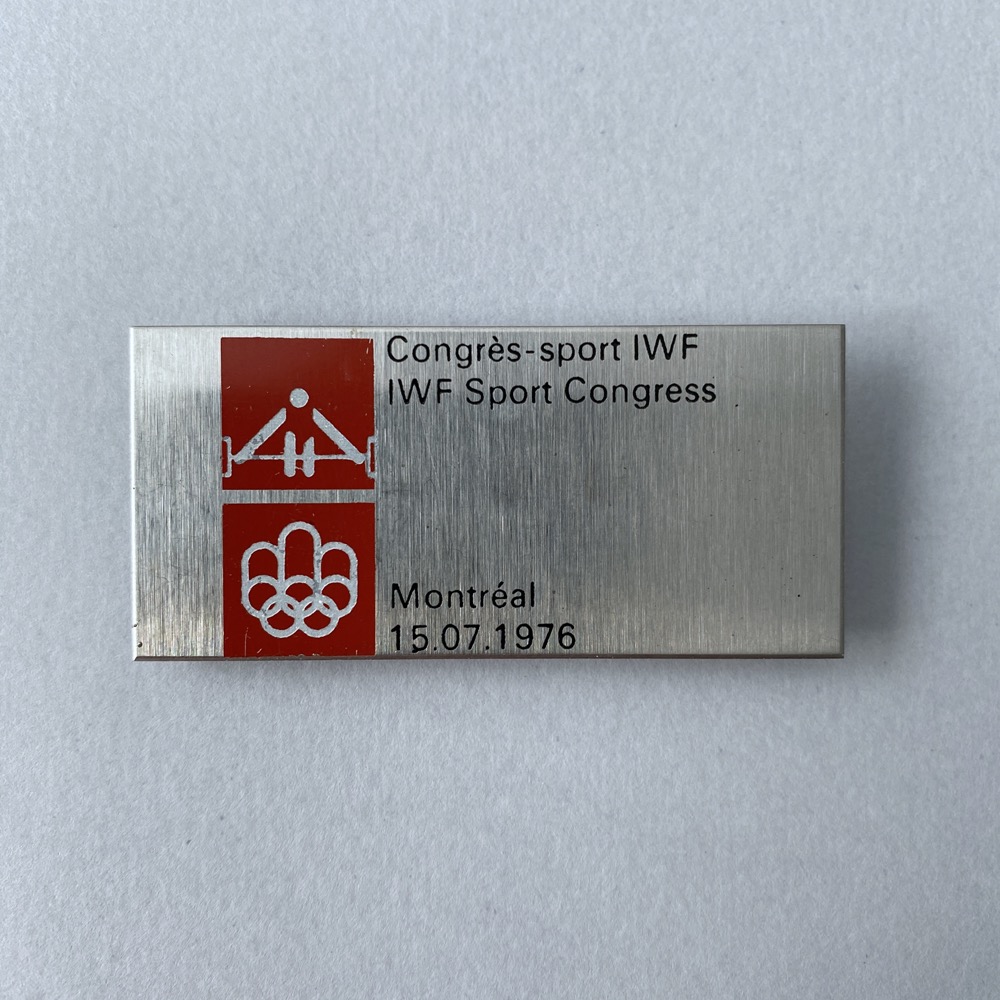 Congrès-sport IWF
IWF Sport Congress
Montréal
15.07.1976